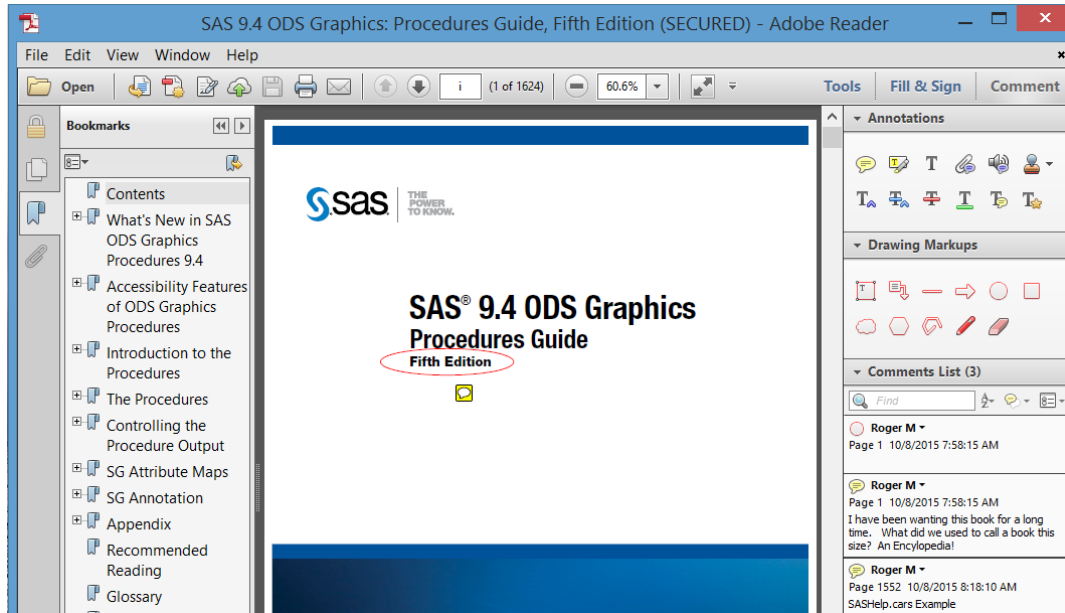 SAS 9.4 ODS Graphics: Procedures Guide, Fifth Edition (SECURED) - Adobe Reader
File Edit View Window Help
Open
i
(1 of 1624)
60.6%
Tools
Fill & Sign
Comment
Bookmarks
Contents
What's New in SAS
ODS Graphics
Procedures 9.4
Accessibility Features
of ODS Graphics
Procedures
Introduction to the
Procedures
The Procedures
Controlling the
Procedure Output
SG Attribute Maps
SG Annotation
Appendix
Recommended
Reading
Glossary
sas
THE
POWER
TO KNOW.
SAS® 9.4 ODS Graphics
Procedures Guide
Fifth Edition
Annotations
Drawing Markups
Comments List (3)
Find
Roger M
Page 1 10/8/2015 7:58:15 AM
Roger M
Page 1 10/8/2015 7:58:15 AM
I have been wanting this book for a long
time. What did we used to call a book this
size? An Encylopedia!
Roger M
Page 1552 10/8/2015 8:18:10 AM
SASHelp.cars Example